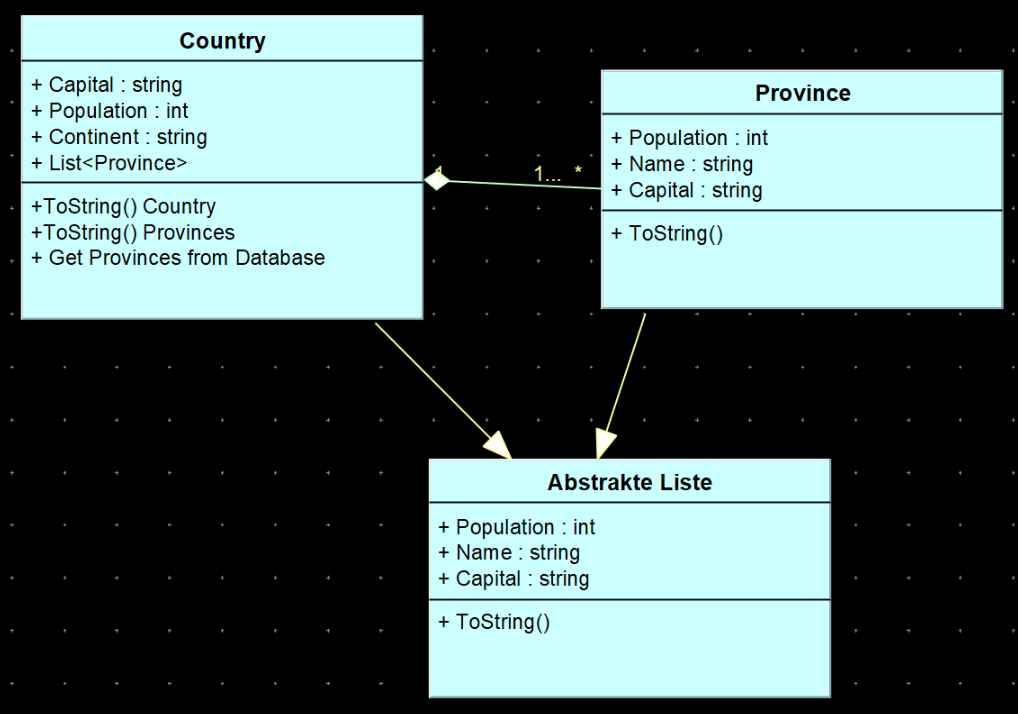 Country
+ Capital : string
+ Population : int
+ Continent : string
+ List<Province>
+ToString() Country
+ToString() Provinces
+ Get Provinces from Database
1
1... *
Province
+ Population : int
+ Name : string
+ Capital : string
+ ToString()
Abstrakte Liste
+ Population : int
+ Name : string
+ Capital : string
+ ToString()